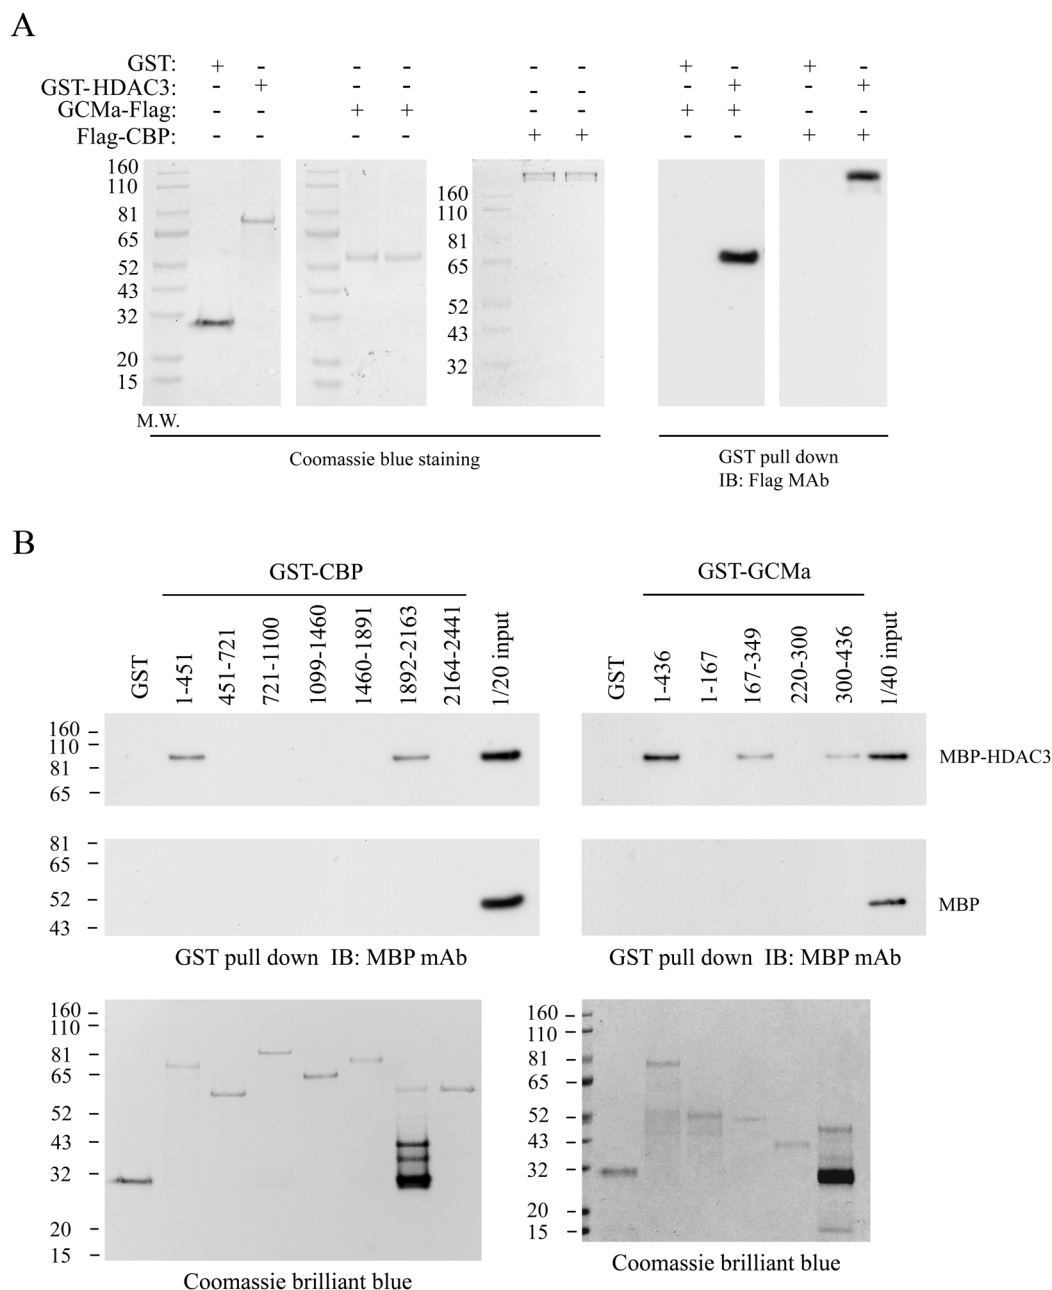 A
GST: + - - - - - + - + -
GST-HDAC3: - + - - - - - + - +
GCMa-Flag: - - + + - - + + - -
Flag-CBP: - - - - + + - - + +
160
110
81
65
52
43
32
20
15
160
110
81
65
52
43
32
M.W.
Coomassie blue staining
GST pull down
IB: Flag MAb
B
GST-CBP
GST-GCMa
GST
1-451
451-721
721-1100
1099-1460
1460-1891
1892-2163
2164-2441
1/20 input
GST
1-436
1-167
167-349
220-300
300-436
1/40 input
160
110
81
65
MBP-HDAC3
81
65
52
43
MBP
GST pull down IB: MBP mAb
GST pull down IB: MBP mAb
160
110
81
65
52
43
32
20
15
160
110
81
65
52
43
32
20
15
Coomassie brilliant blue
Coomassie brilliant blue